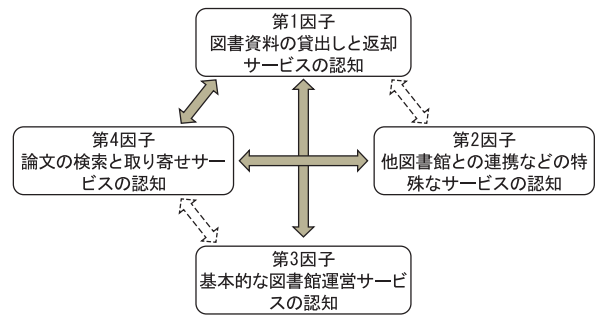 第1因子
図書資料の貸出しと返却
サービスの認知
第4因子
論文の検索と取り寄せサー
ビスの認知
第2因子
他図書館との連携などの特
殊なサービスの認知
第3因子
基本的な図書館運営サービ
スの認知